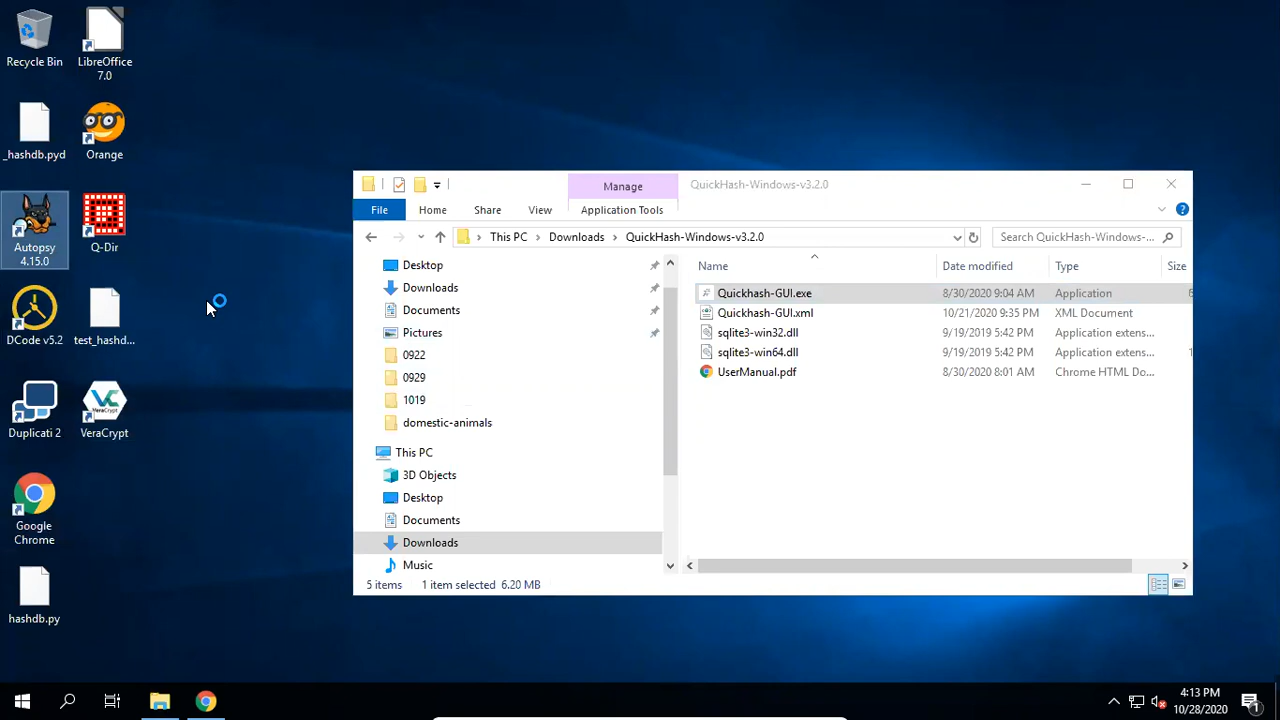 Recycle Bin
LibreOffice
7.0
_hashdb.pyd
Orange
Autopsy
4.15.0
Q-Dir
DCode v5.2
test_hashd...
Duplicati 2
VeraCrypt
VeraCrypt
Google
Chrome
hashdb.py
Manage
QuickHash-Windows-v3.2.0
File
Home
Share
View
Application Tools
This PC
Downloads
QuickHash-Windows-v3.2.0
Search QuickHash-Windows-...
Desktop
Downloads
Documents
Pictures
0922
0929
1019
domestic-animals
This PC
3D Objects
Desktop
Documents
Downloads
Music
Name Date modified Type Size
Quickhash-GUI.exe 8/30/2020 9:04 AM Application
Quickhash-GUI.xml 10/21/2020 9:35 PM XML Document
sqlite3-win32.dll 9/19/2019 5:42 PM Application extens...
sqlite3-win64.dll 9/19/2019 5:42 PM Application extens...
UserManual.pdf 8/30/2020 8:01 AM Chrome HTML Do...
5 items 1 item selected 6.20 MB
4:13 PM
10/28/2020
1